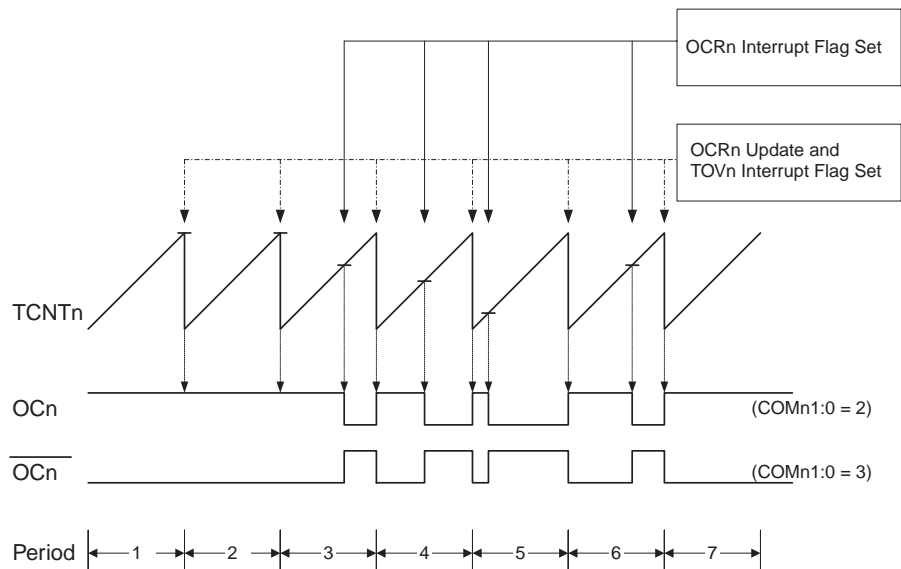 OCRn Interrupt Flag Set
OCRn Update and
TOVn Interrupt Flag Set
TCNTn
OCn
(COMn1:0 = 2)
OCn
(COMn1:0 = 3)
Period
1
2
3
4
5
6
7